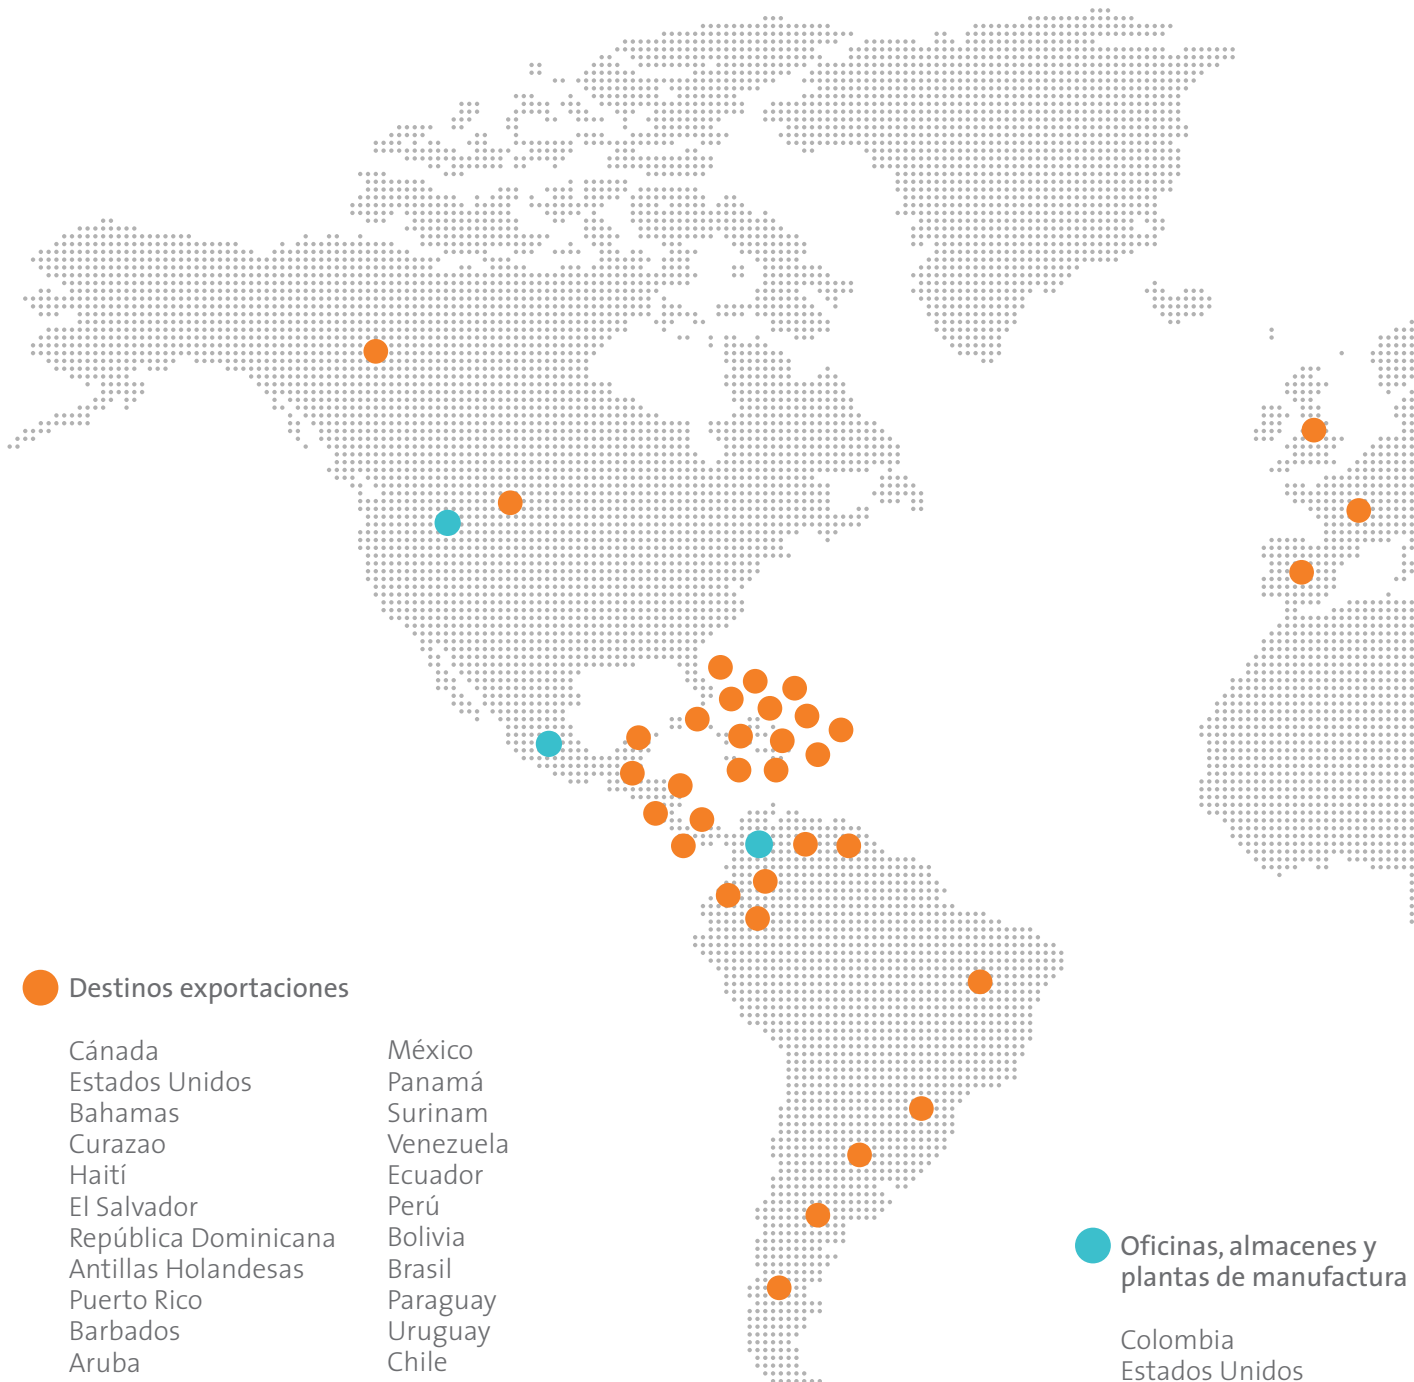 Destinos exportaciones
Cánada
Estados Unidos
Bahamas
Curazao
Haití
El Salvador
República Dominicana
Antillas Holandesas
Puerto Rico
Barbados
Aruba
México
Panamá
Surinam
Venezuela
Ecuador
Perú
Bolivia
Brasil
Paraguay
Uruguay
Chile
Oficinas, almacenes y
plantas de manufactura
Colombia
Estados Unidos